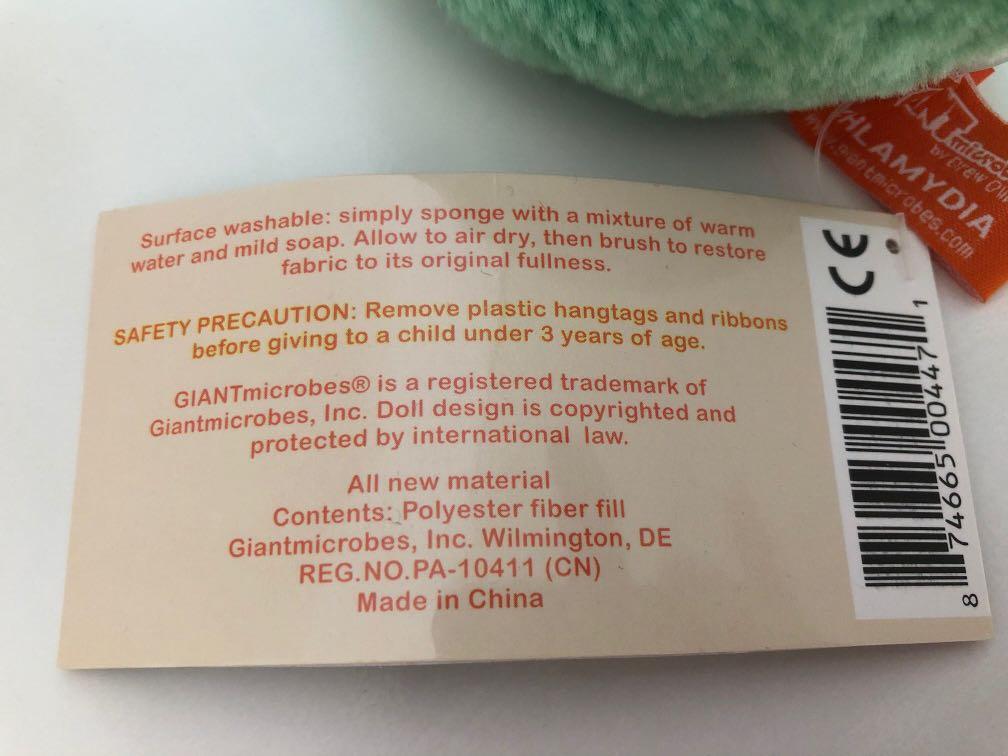 Surface washable: simply sponge with a mixture of warm
water and mild soap. Allow to air dry, then brush to restore
fabric to its original fullness.
SAFETY PRECAUTION: Remove plastic hangtags and ribbons
before giving to a child under 3 years of age.
GIANTmicrobes® is a registered trademark of
Giantmicrobes, Inc. Doll design is copyrighted and
protected by international law.
All new material
Contents: Polyester fiber fill
Giantmicrobes, Inc. Wilmington, DE
REG.NO.PA-10411 (CN)
Made in China
CE
8 74665 00447 1
HLAMYDIA
www.giantmicrobes.com